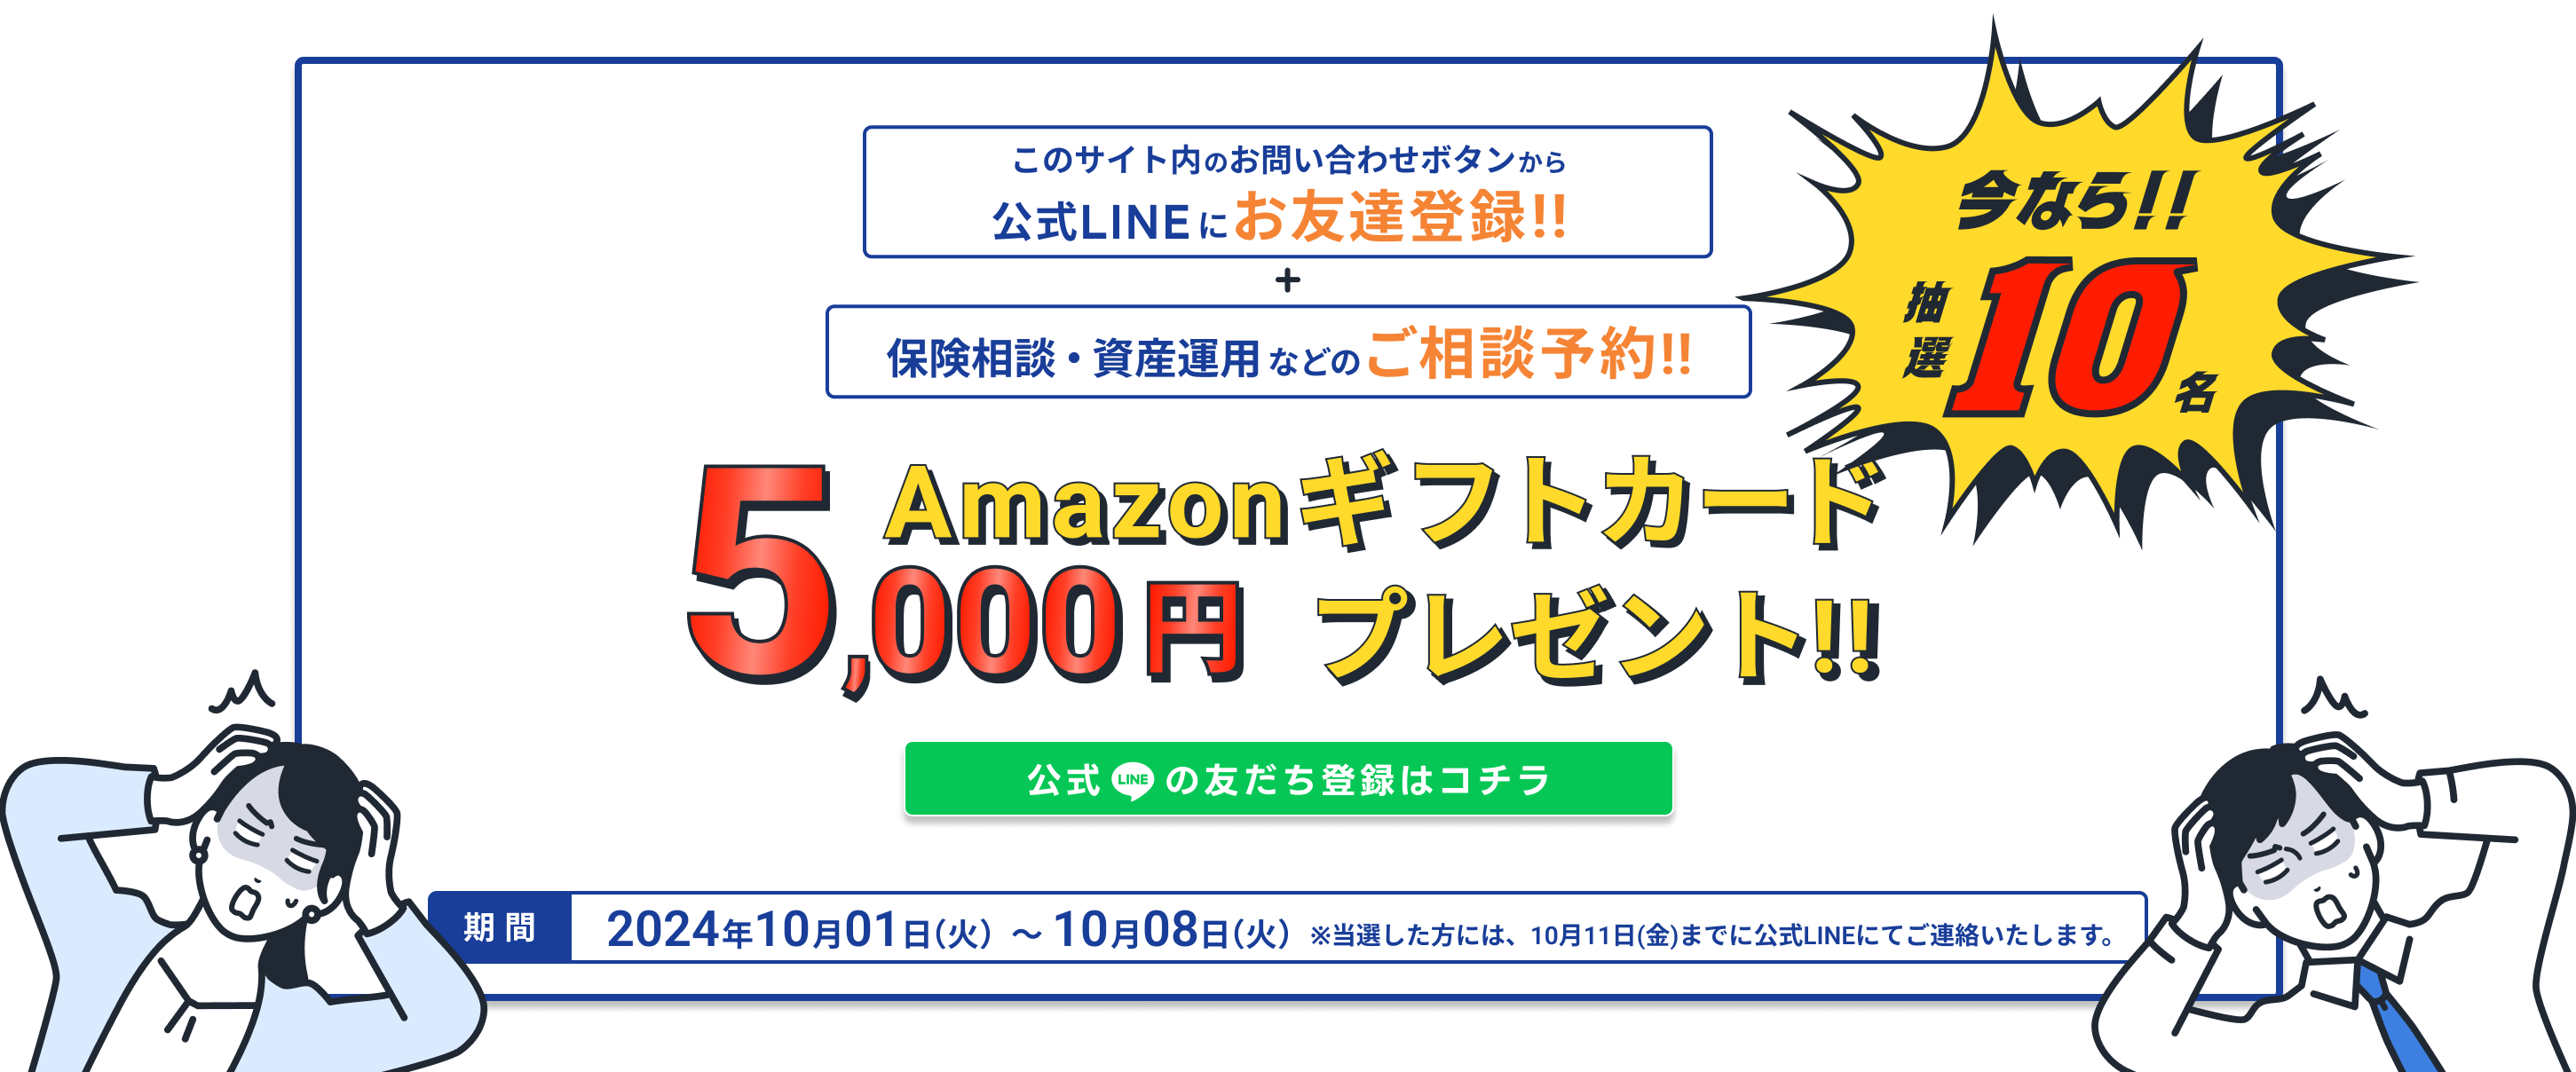 このサイト内のお問い合わせボタンから
公式LINEにお友達登録!!
+
保険相談・資産運用などのご相談予約!!
今なら!!
抽選10名
Amazonギフトカード
5,000円 プレゼント!!
公式LINEの友だち登録はコチラ
期間 2024年10月01日(火)～10月08日(火) ※当選した方には、10月11日(金)までに公式LINEにてご連絡いたします。